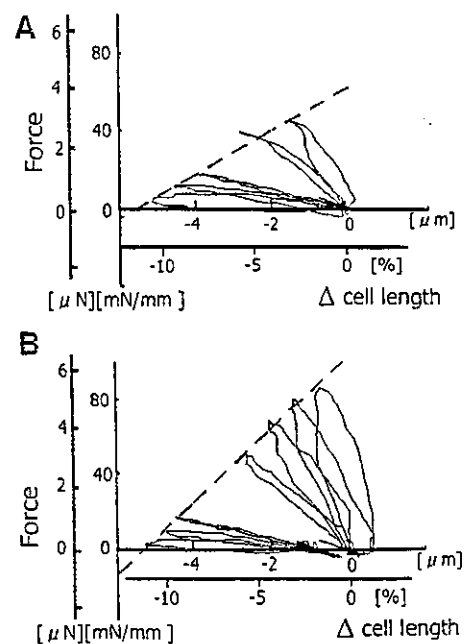 A
6
80
4
Force
40
2
0
0
-4
-2
0
[μm]
-10
-5
0
[%]
[μN][mN/mm]
Δ cell length
B
6
80
4
Force
40
2
0
0
-4
-2
0
[μm]
-10
-5
0
[%]
[μN][mN/mm]
Δ cell length